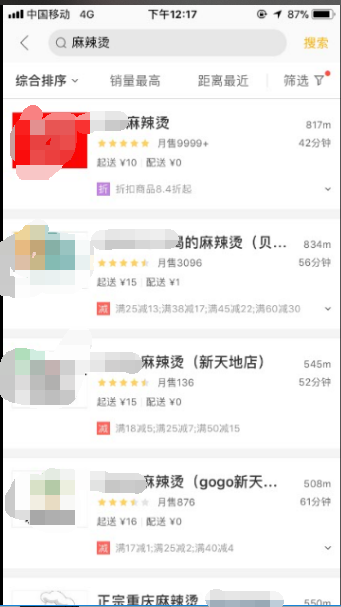 中国移动 4G 下午12:17 87%
麻辣烫 搜索
综合排序 销量最高 距离最近 筛选
麻辣烫 817m
月售9999+ 42分钟
起送 ¥10 配送 ¥0
折 折扣商品8.4折起
的麻辣烫（贝... 834m
月售3096 56分钟
起送 ¥15 配送 ¥1
减 满25减13;满38减17;满45减22;满60减30
麻辣烫（新天地店） 545m
月售136 52分钟
起送 ¥15 配送 ¥0
减 满18减5;满25减7;满50减15
麻辣烫（gogo新天... 508m
月售876 61分钟
起送 ¥16 配送 ¥0
减 满17减1;满25减2;满40减4
正宗重庆麻辣烫 550m